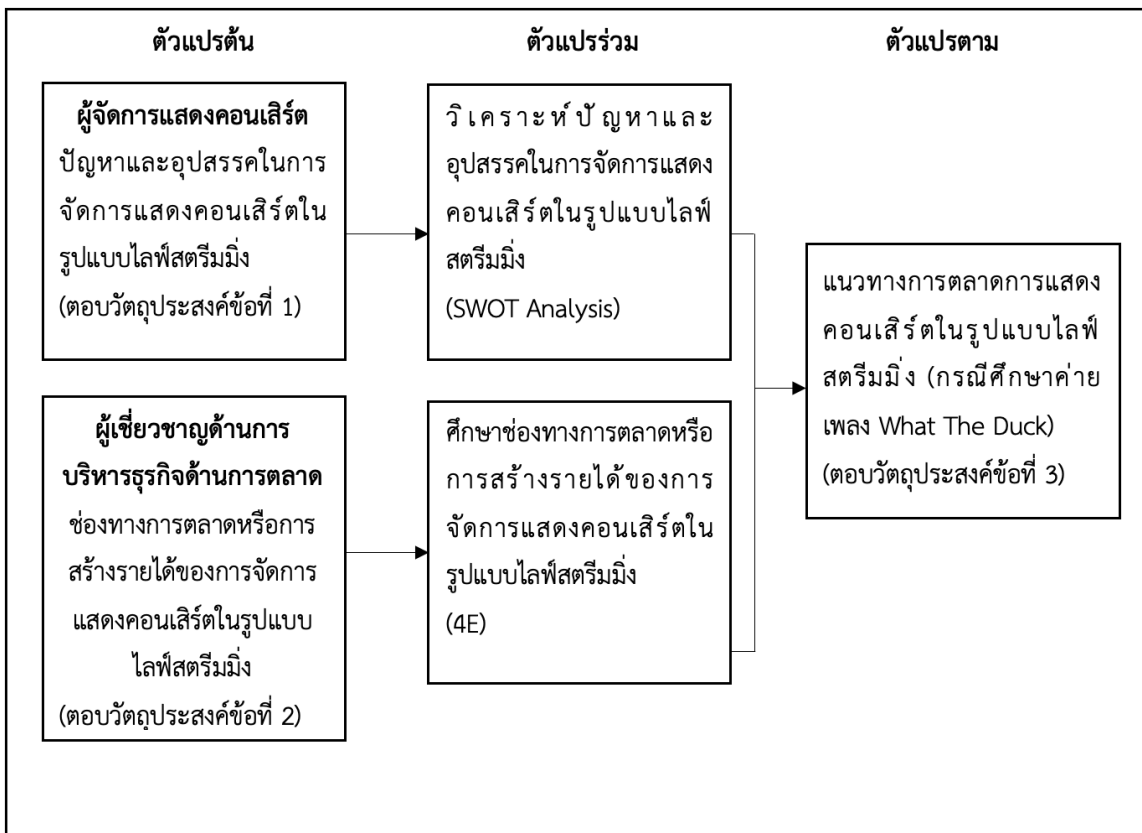 ตัวแปรต้น
ตัวแปรร่วม
ตัวแปรตาม
ผู้จัดการแสดงคอนเสิร์ต
ปัญหาและอุปสรรคในการ
จัดการแสดงคอนเสิร์ตใน
รูปแบบไลฟ์สตรีมมิ่ง
(ตอบวัตถุประสงค์ข้อที่ 1)
วิเคราะห์ปัญหาและ
อุปสรรคในการจัดการแสดง
คอนเสิร์ตในรูปแบบไลฟ์
สตรีมมิ่ง
(SWOT Analysis)
ผู้เชี่ยวชาญด้านการ
บริหารธุรกิจด้านการตลาด
ช่องทางการตลาดหรือการ
สร้างรายได้ของการจัดการ
แสดงคอนเสิร์ตในรูปแบบ
ไลฟ์สตรีมมิ่ง
(ตอบวัตถุประสงค์ข้อที่ 2)
ศึกษาช่องทางการตลาดหรือ
การสร้างรายได้ของการ
จัดการแสดงคอนเสิร์ตใน
รูปแบบไลฟ์สตรีมมิ่ง
(4E)
แนวทางการตลาดการแสดง
คอนเสิร์ตในรูปแบบไลฟ์
สตรีมมิ่ง (กรณีศึกษาค่าย
เพลง What The Duck)
(ตอบวัตถุประสงค์ข้อที่ 3)